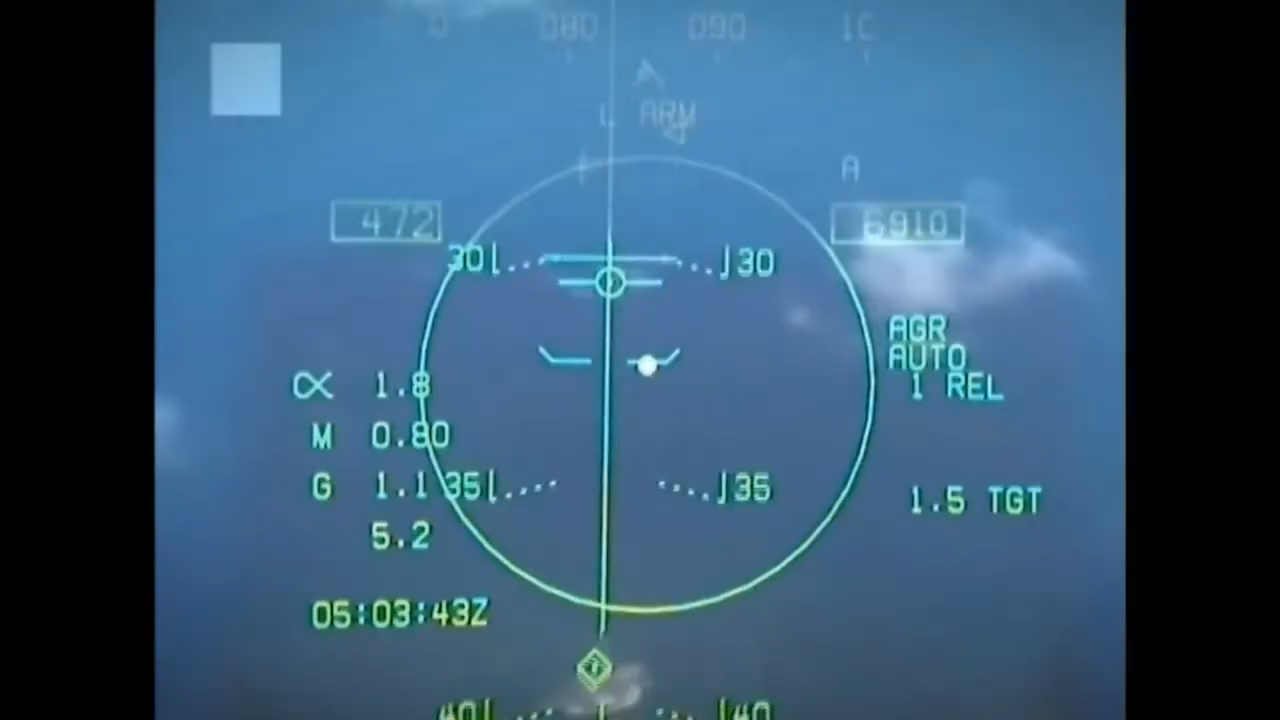 080 090
L ARM
A
472 6910
30 30
AGR
AUTO
α 1.8 1 REL
M 0.80
G 1.1 35 35
1.5 TGT
5.2
05:03:43Z
40 40